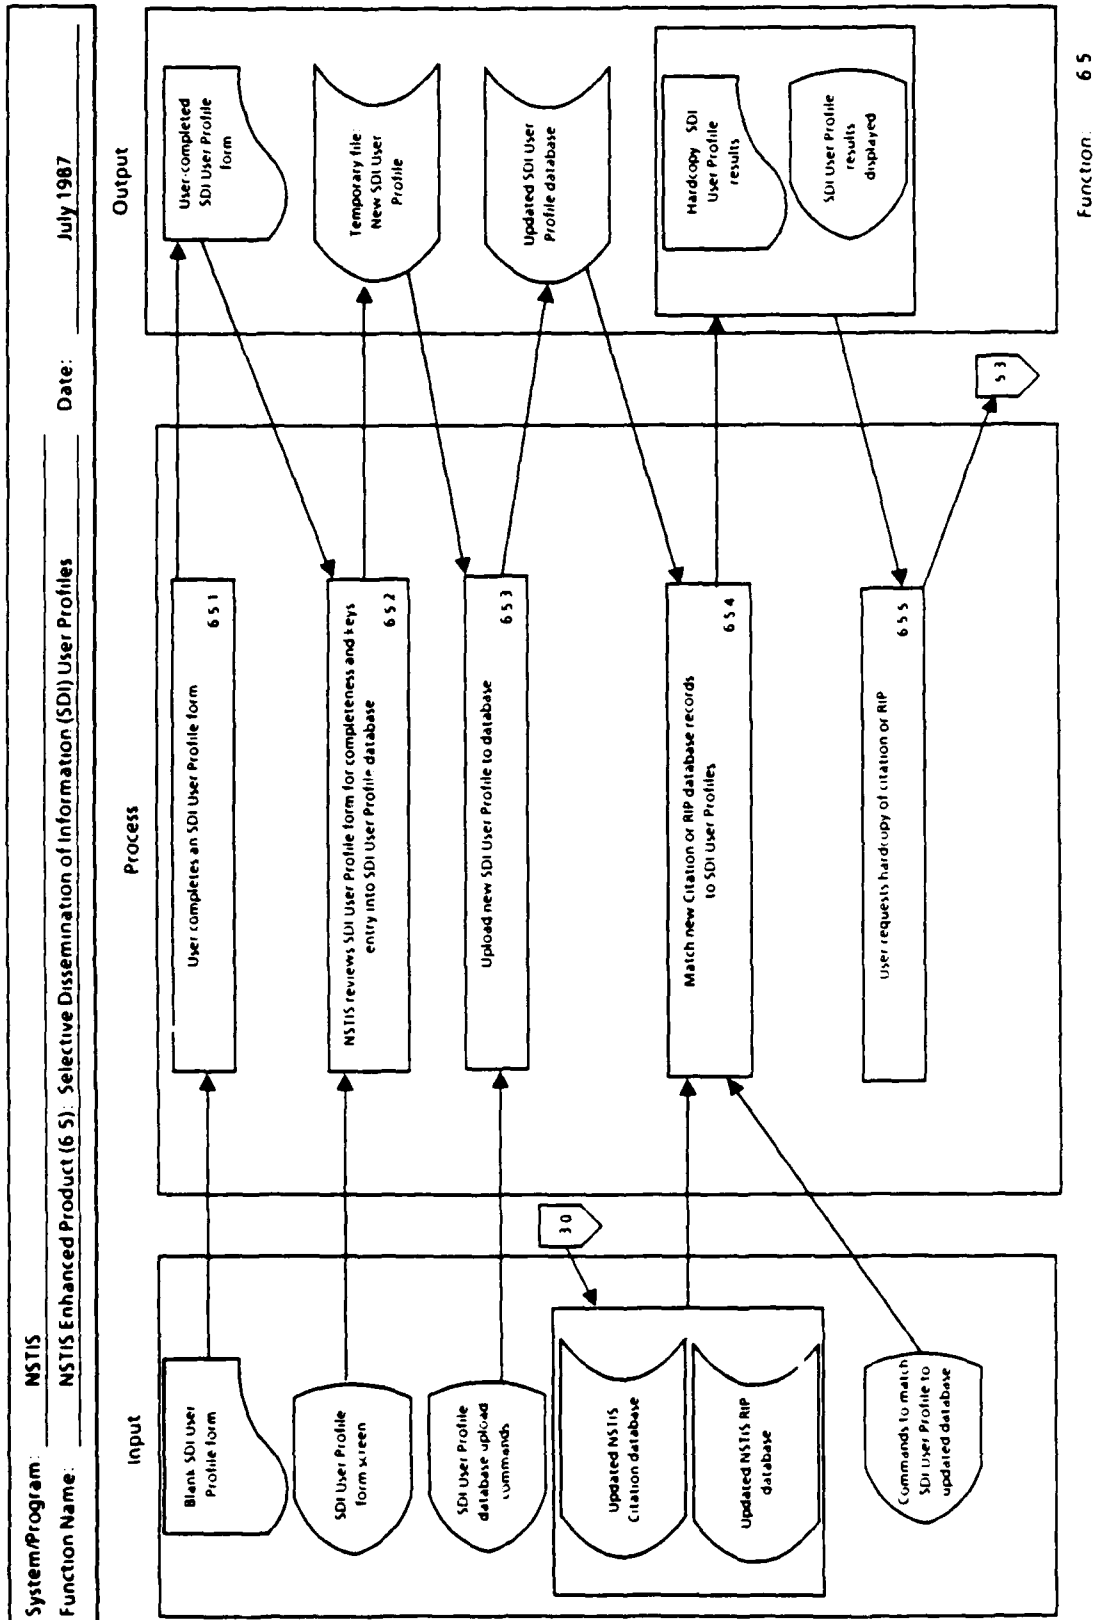 System/Program: NSTIS
Function Name: NSTIS Enhanced Product (6 5): Selective Dissemination of Information (SDI) User Profiles
Date: July 1987
Input
Process
Output
Blank SDI User
Profile form
User completes an SDI User Profile form
6 5 1
User-completed
SDI User Profile
form
SDI User Profile
form screen
NSTIS reviews SDI User Profile form for completeness and keys
entry into SDI User Profile database
6 5 2
Temporary file:
New SDI User
Profile
SDI User Profile
database upload
commands
Upload new SDI User Profile to database
6 5 3
Updated SDI User
Profile database
3 0
Updated NSTIS
Citation database
Updated NSTIS RIP
database
Match new Citation or RIP database records
to SDI User Profiles
6 5 4
Hardcopy SDI
User Profile
results
SDI User Profile
results
displayed
Commands to match
SDI User Profile to
updated database
User requests hardcopy of citation or RIP
6 5 5
5 3
Function: 6 5